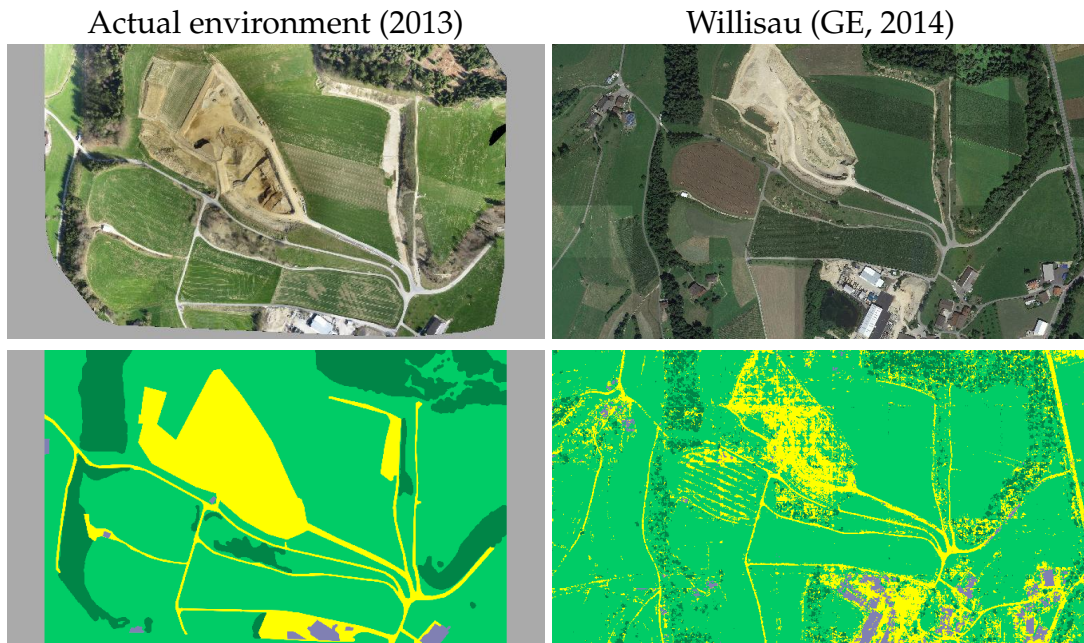 Actual environment (2013)
Willisau (GE, 2014)